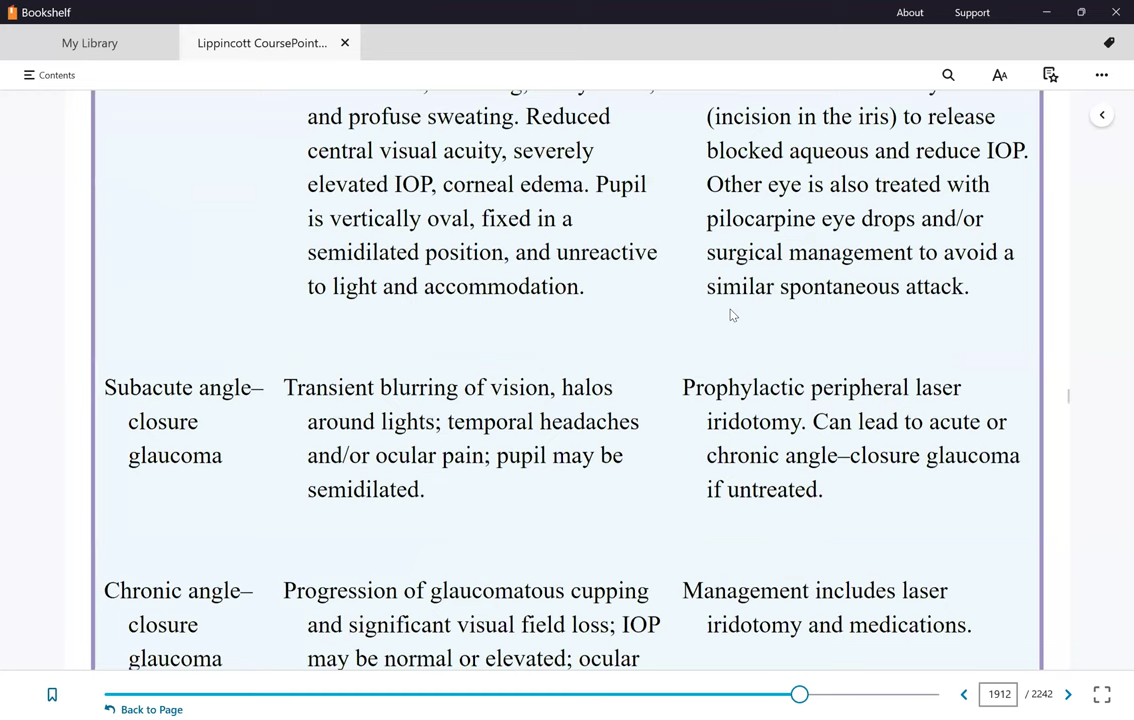 Bookshelf
About
Support
My Library
Lippincott CoursePoint...
Contents
and profuse sweating. Reduced
central visual acuity, severely
elevated IOP, corneal edema. Pupil
is vertically oval, fixed in a
semidilated position, and unreactive
to light and accommodation.
(incision in the iris) to release
blocked aqueous and reduce IOP.
Other eye is also treated with
pilocarpine eye drops and/or
surgical management to avoid a
similar spontaneous attack.
Subacute angle–
closure
glaucoma
Transient blurring of vision, halos
around lights; temporal headaches
and/or ocular pain; pupil may be
semidilated.
Prophylactic peripheral laser
iridotomy. Can lead to acute or
chronic angle–closure glaucoma
if untreated.
Chronic angle–
closure
glaucoma
Progression of glaucomatous cupping
and significant visual field loss; IOP
may be normal or elevated; ocular
Management includes laser
iridotomy and medications.
Back to Page
1912 / 2242